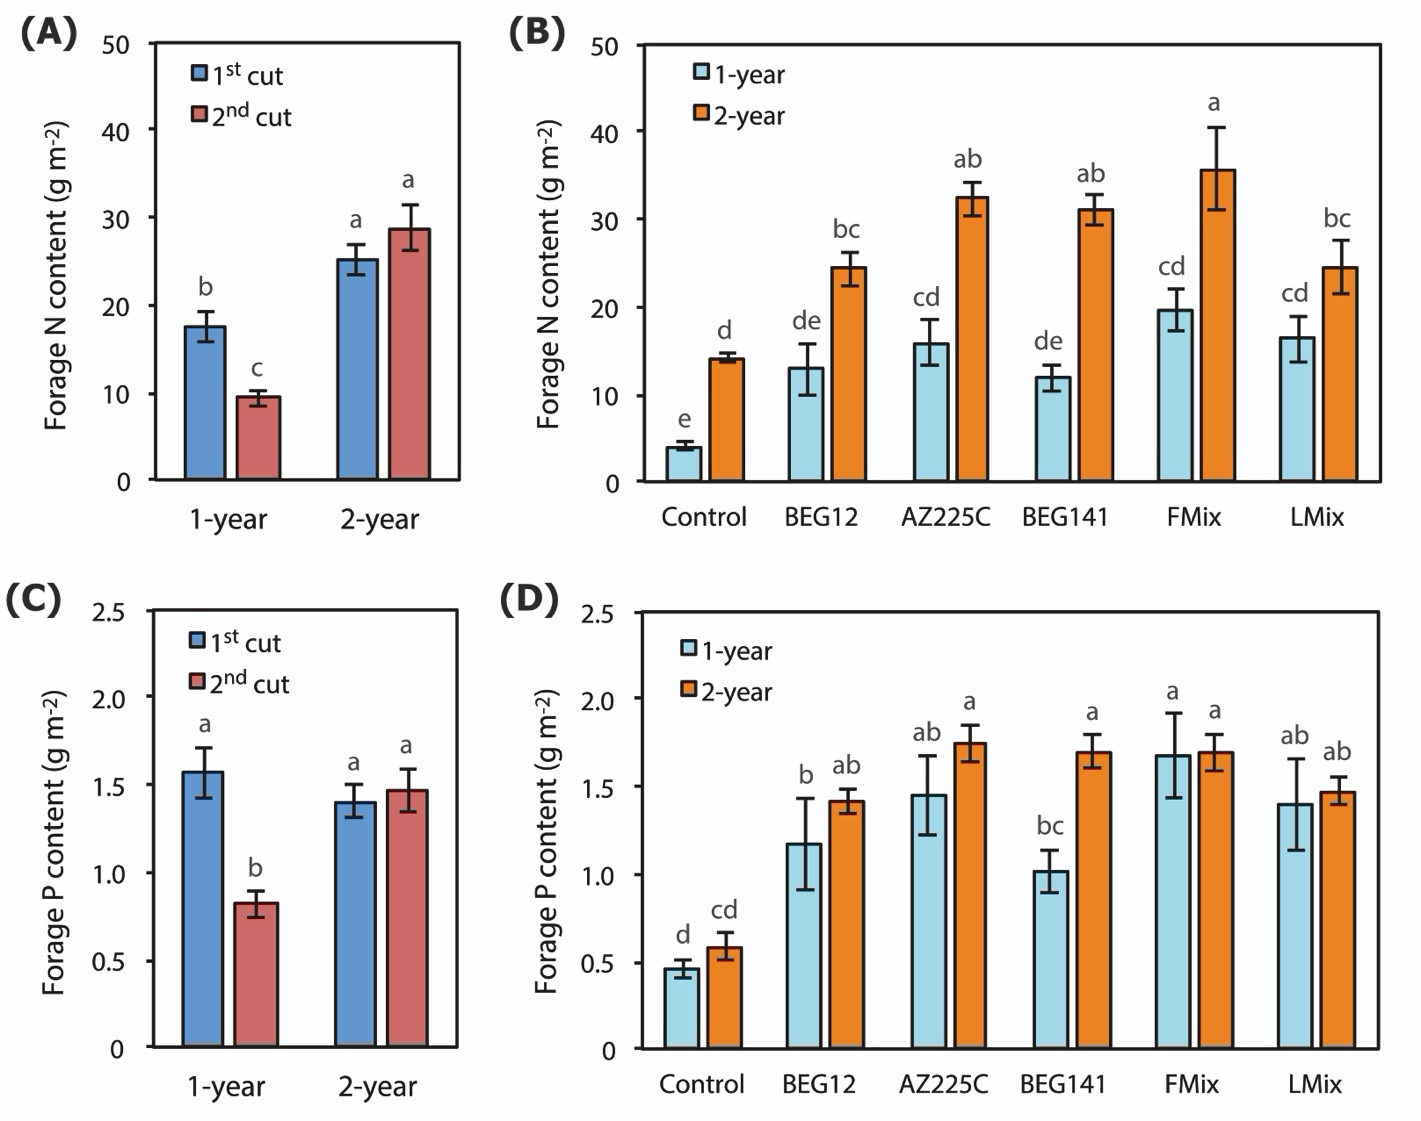 (A)
50
40
30
20
10
0
Forage N content (g m-2)
1st cut
2nd cut
b
c
a
a
1-year 2-year
(B)
50
40
30
20
10
0
Forage N content (g m-2)
1-year
2-year
e
d
de
bc
cd
ab
de
ab
cd
a
cd
bc
Control BEG12 AZ225C BEG141 FMix LMix
(C)
2.5
2.0
1.5
1.0
0.5
0
Forage P content (g m-2)
1st cut
2nd cut
a
b
a
a
1-year 2-year
(D)
2.5
2.0
1.5
1.0
0.5
0
Forage P content (g m-2)
1-year
2-year
d
cd
b
ab
ab
a
bc
a
a
a
ab
ab
Control BEG12 AZ225C BEG141 FMix LMix